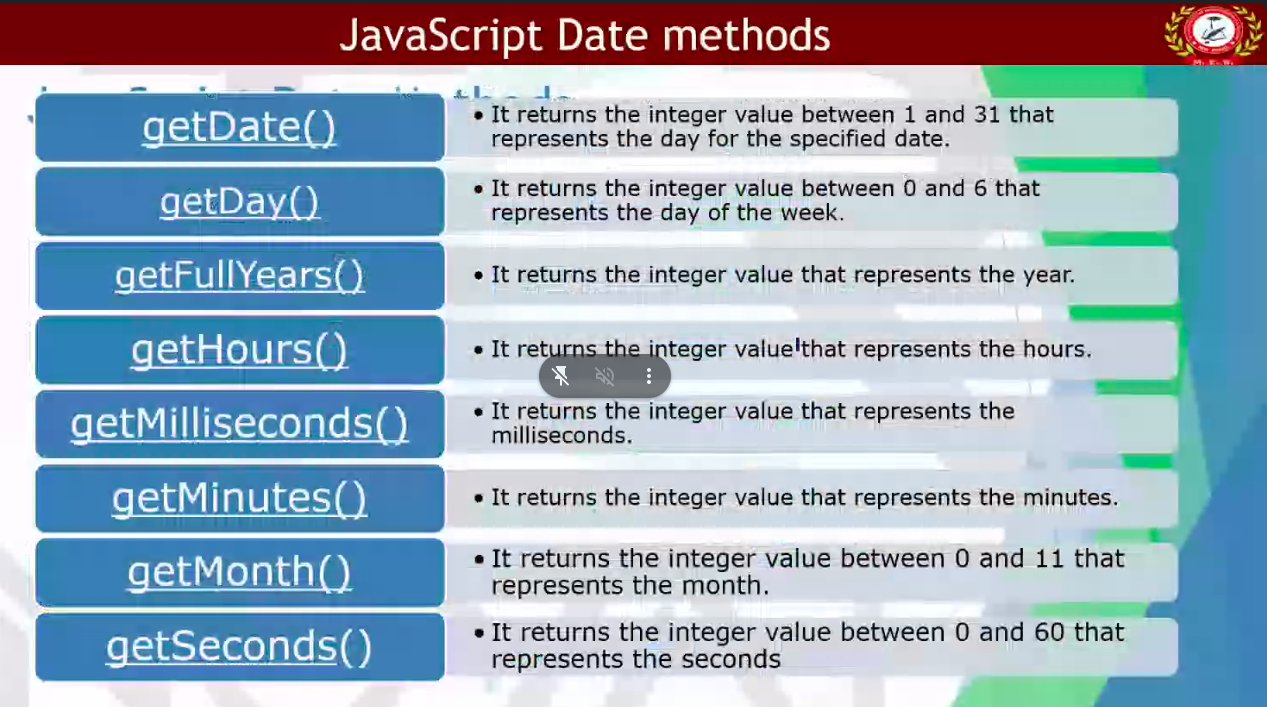 JavaScript Date methods
getDate()
• It returns the integer value between 1 and 31 that
represents the day for the specified date.
getDay()
• It returns the integer value between 0 and 6 that
represents the day of the week.
getFullYears()
• It returns the integer value that represents the year.
getHours()
• It returns the integer value that represents the hours.
getMilliseconds()
• It returns the integer value that represents the
milliseconds.
getMinutes()
• It returns the integer value that represents the minutes.
getMonth()
• It returns the integer value between 0 and 11 that
represents the month.
getSeconds()
• It returns the integer value between 0 and 60 that
represents the seconds